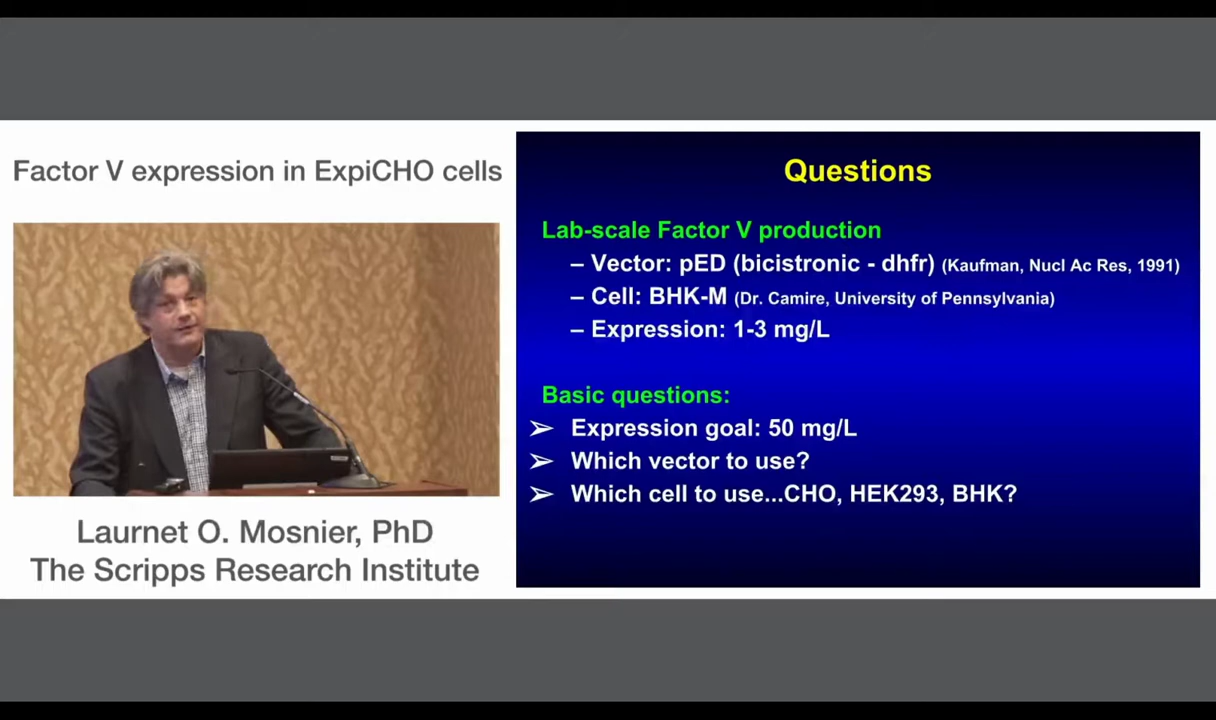 Factor V expression in ExpiCHO cells
Laurnet O. Mosnier, PhD
The Scripps Research Institute
Questions
Lab-scale Factor V production
– Vector: pED (bicistronic - dhfr) (Kaufman, Nucl Ac Res, 1991)
– Cell: BHK-M (Dr. Camire, University of Pennsylvania)
– Expression: 1-3 mg/L
Basic questions:
➢ Expression goal: 50 mg/L
➢ Which vector to use?
➢ Which cell to use...CHO, HEK293, BHK?